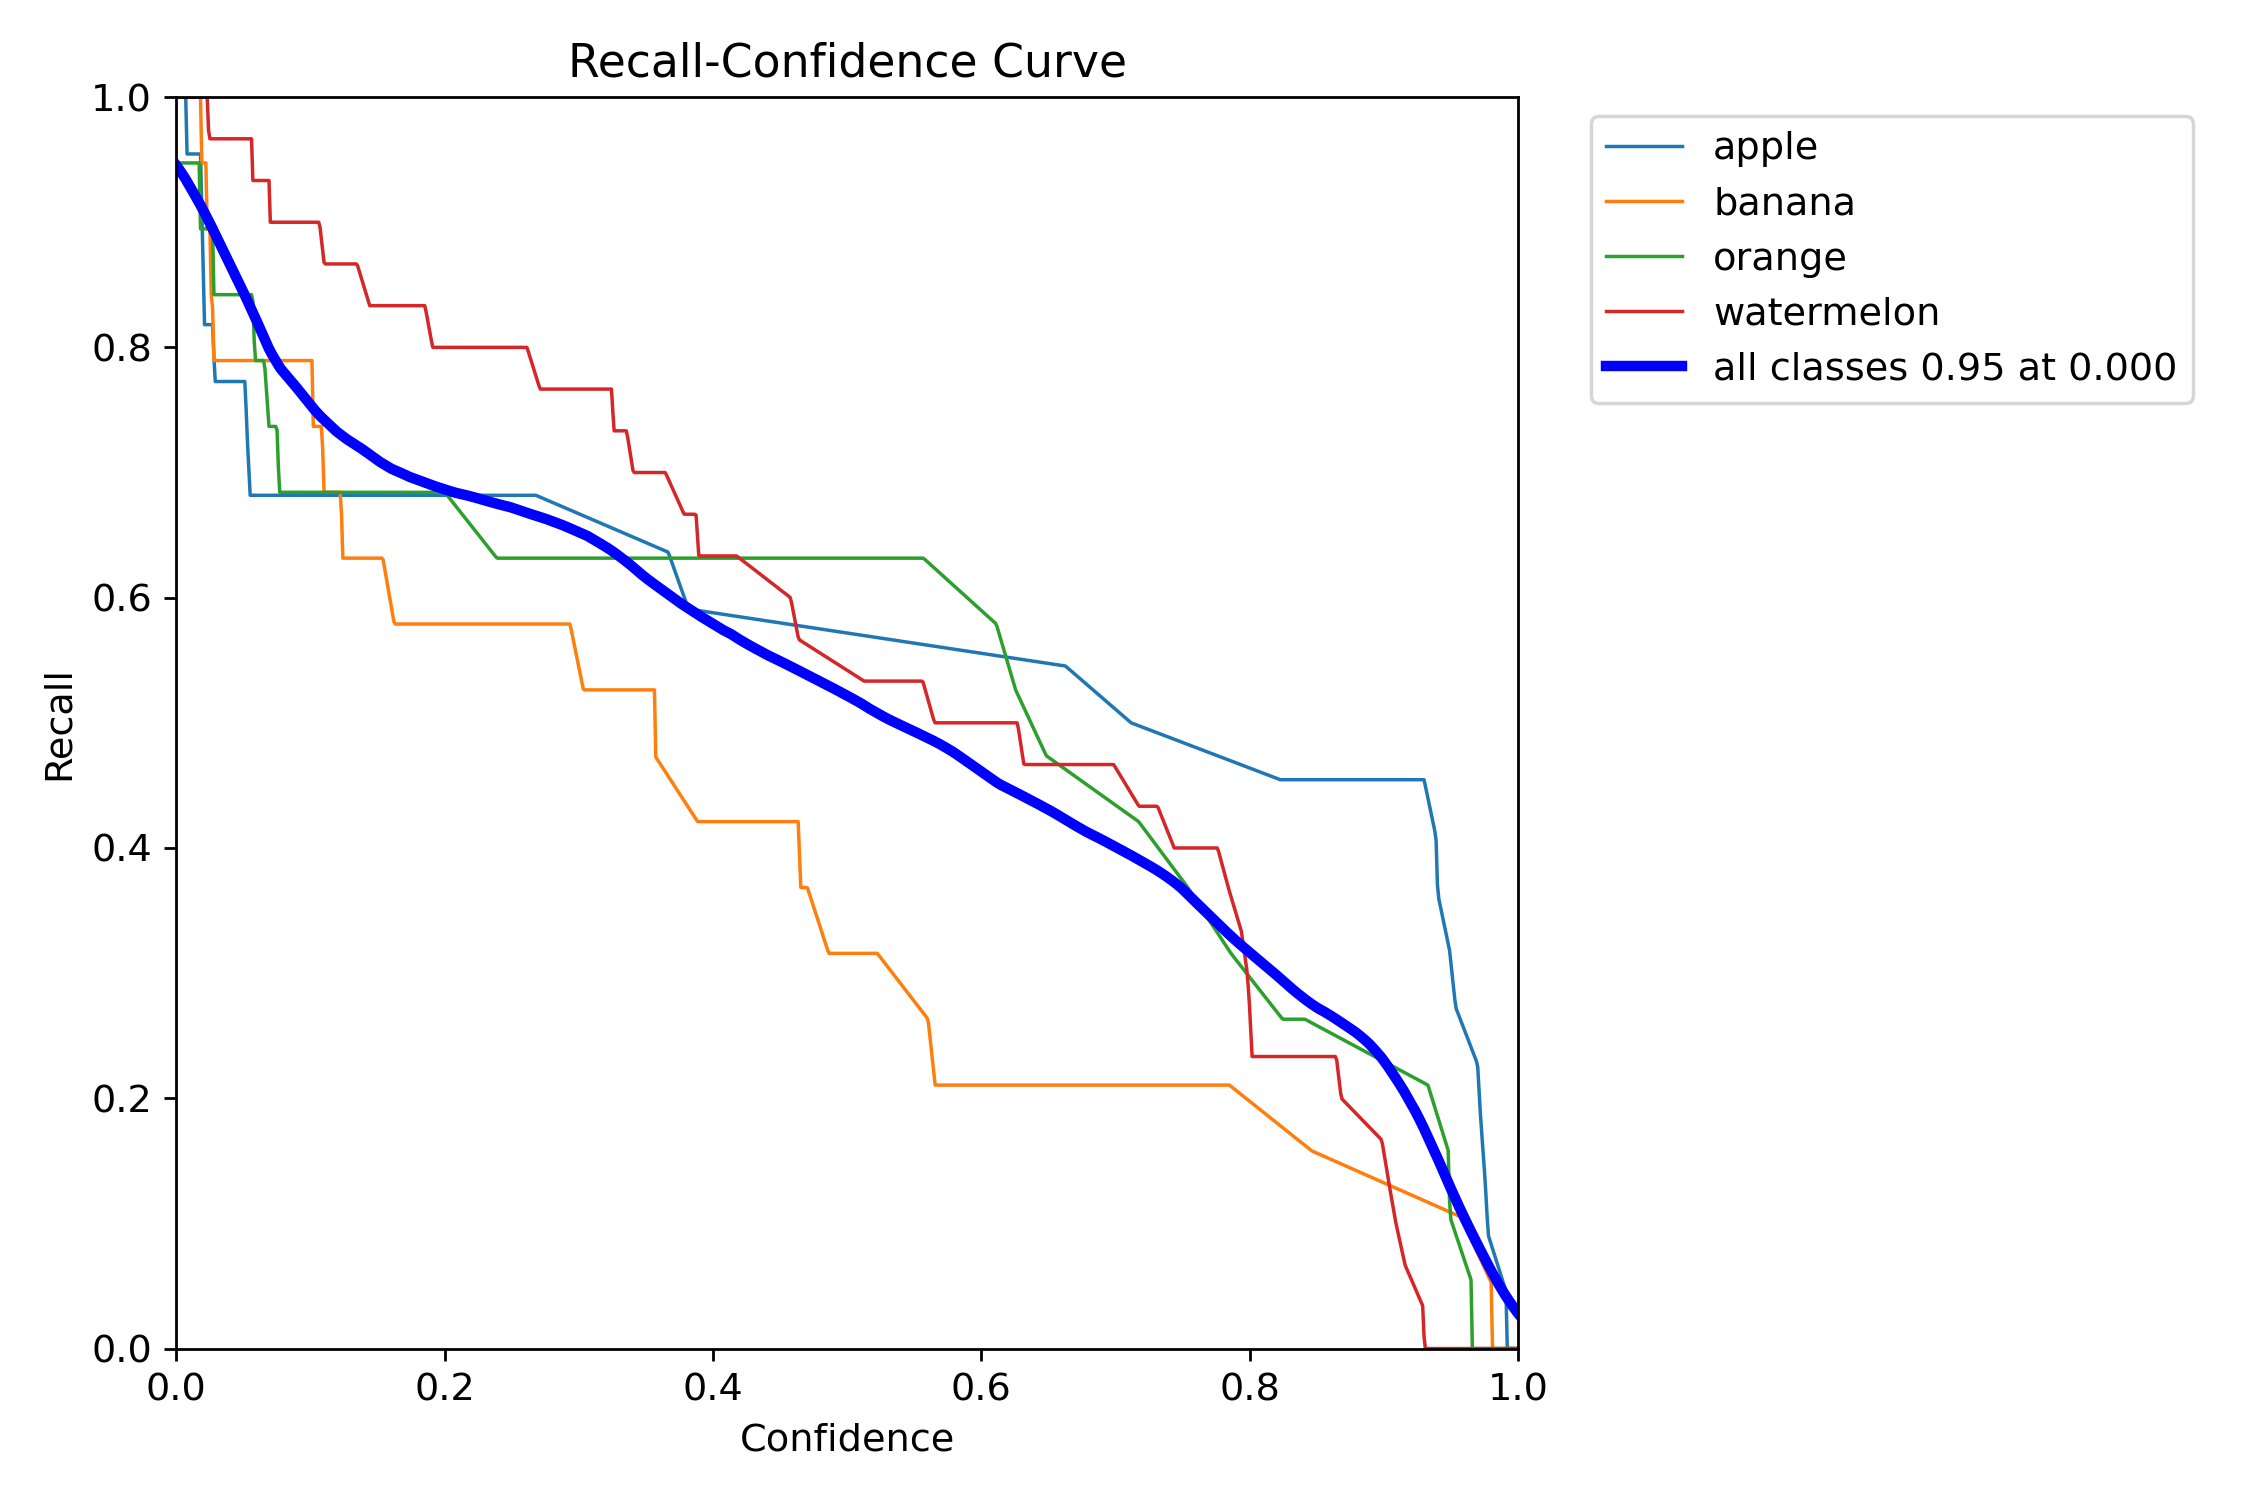 Recall-Confidence Curve
1.0
0.8
0.6
0.4
0.2
0.0
Recall
0.0 0.2 0.4 0.6 0.8 1.0
Confidence
apple
banana
orange
watermelon
all classes 0.95 at 0.000